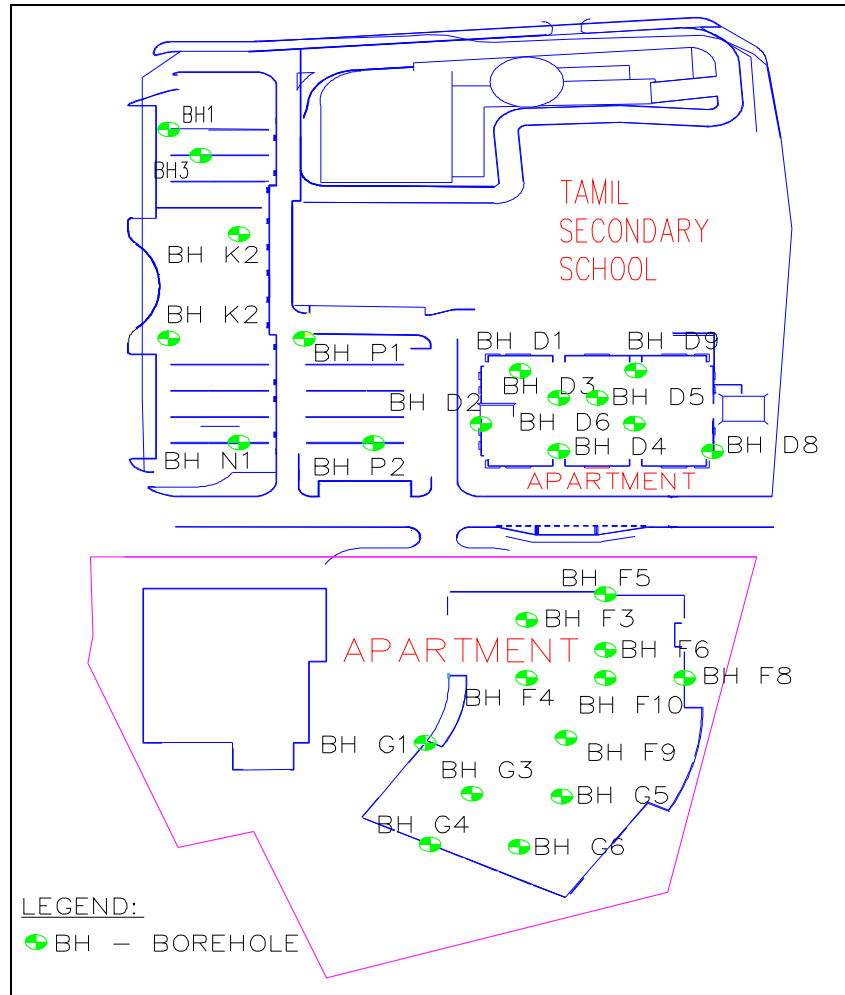 BH1
BH3
TAMIL
SECONDARY
SCHOOL
BH K2
BH K2
BH P1
BH D1
BH D9
BH D3
BH D5
BH D2
BH D6
BH N1
BH P2
BH D4
BH D8
APARTMENT
BH F5
BH F3
APARTMENT
BH F6
BH F8
BH F4
BH F10
BH G1
BH F9
BH G3
BH G5
BH G4
BH G6
LEGEND:
BH - BOREHOLE